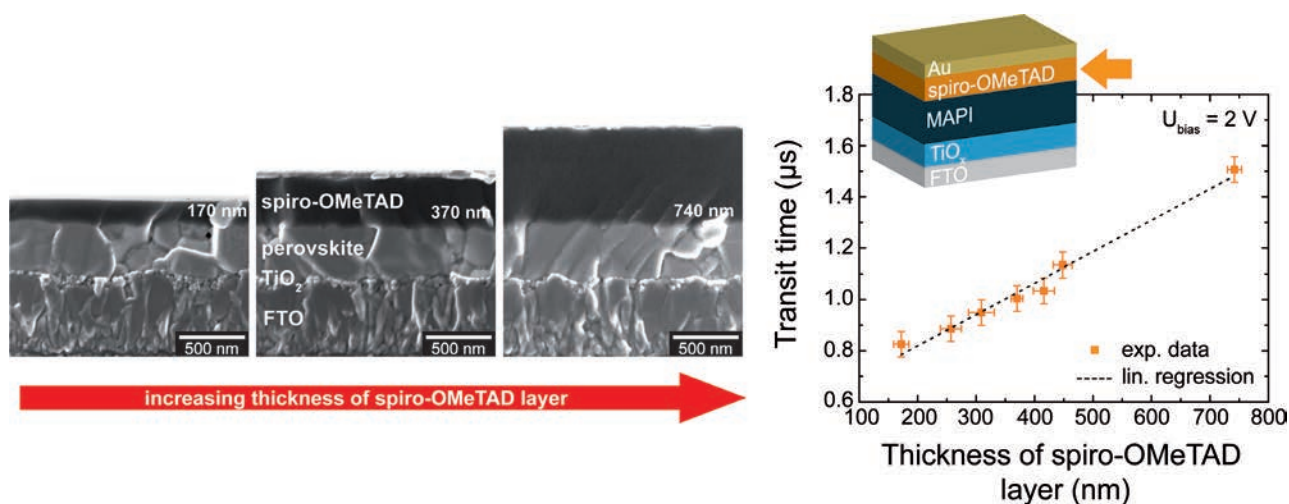 170 nm
500 nm
spiro-OMeTAD
370 nm
perovskite
TiO₂
FTO
500 nm
740 nm
500 nm
increasing thickness of spiro-OMeTAD layer
Au
spiro-OMeTAD
MAPI
TiOₓ
FTO
U_bias = 2 V
Transit time (µs)
1.8
1.6
1.4
1.2
1.0
0.8
0.6
exp. data
lin. regression
100 200 300 400 500 600 700 800
Thickness of spiro-OMeTAD
layer (nm)